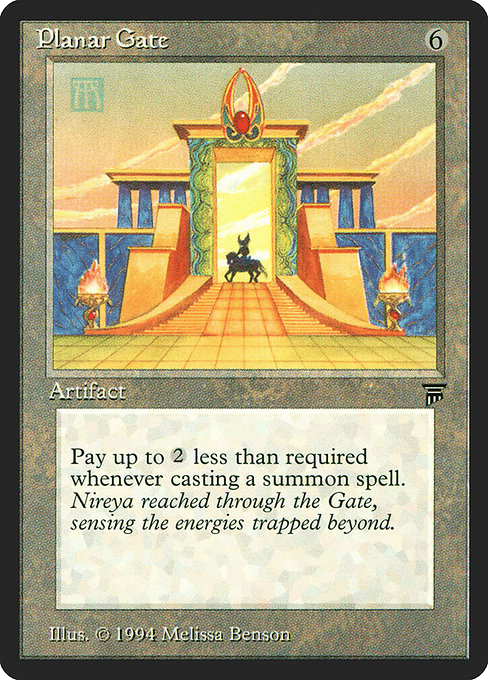 Planar Gate 6
Artifact
Pay up to 2 less than required
whenever casting a summon spell.
Nireya reached through the Gate,
sensing the energies trapped beyond.
Illus. © 1994 Melissa Benson